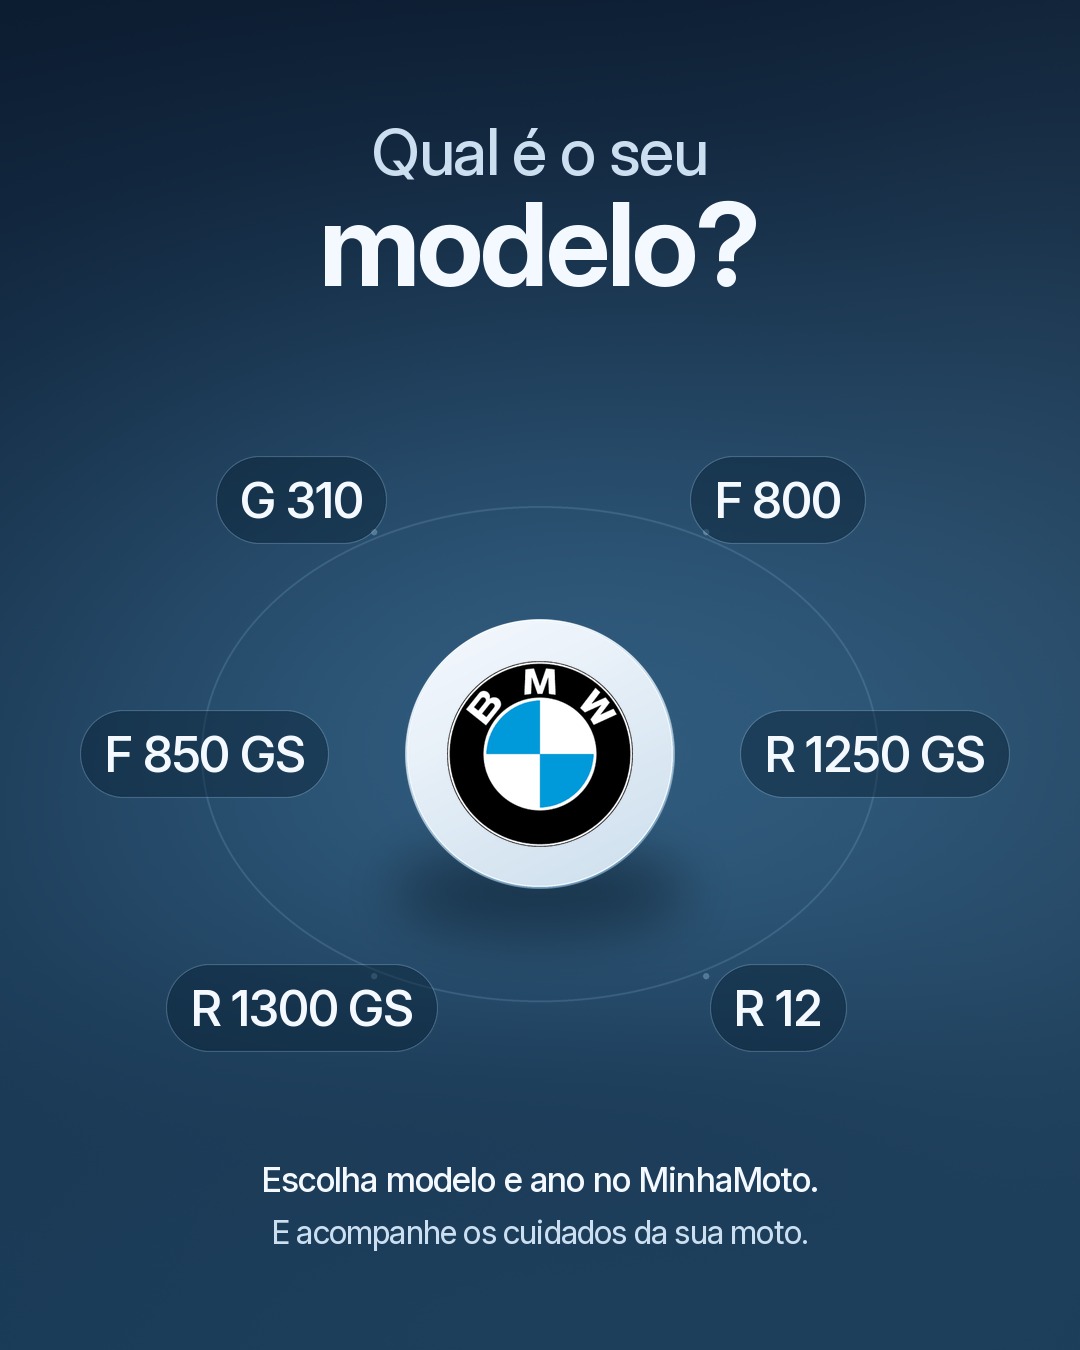 Qual é o seu
modelo?
G 310
F 800
B M W
F 850 GS
R 1250 GS
R 1300 GS
R 12
Escolha modelo e ano no MinhaMoto.
E acompanhe os cuidados da sua moto.